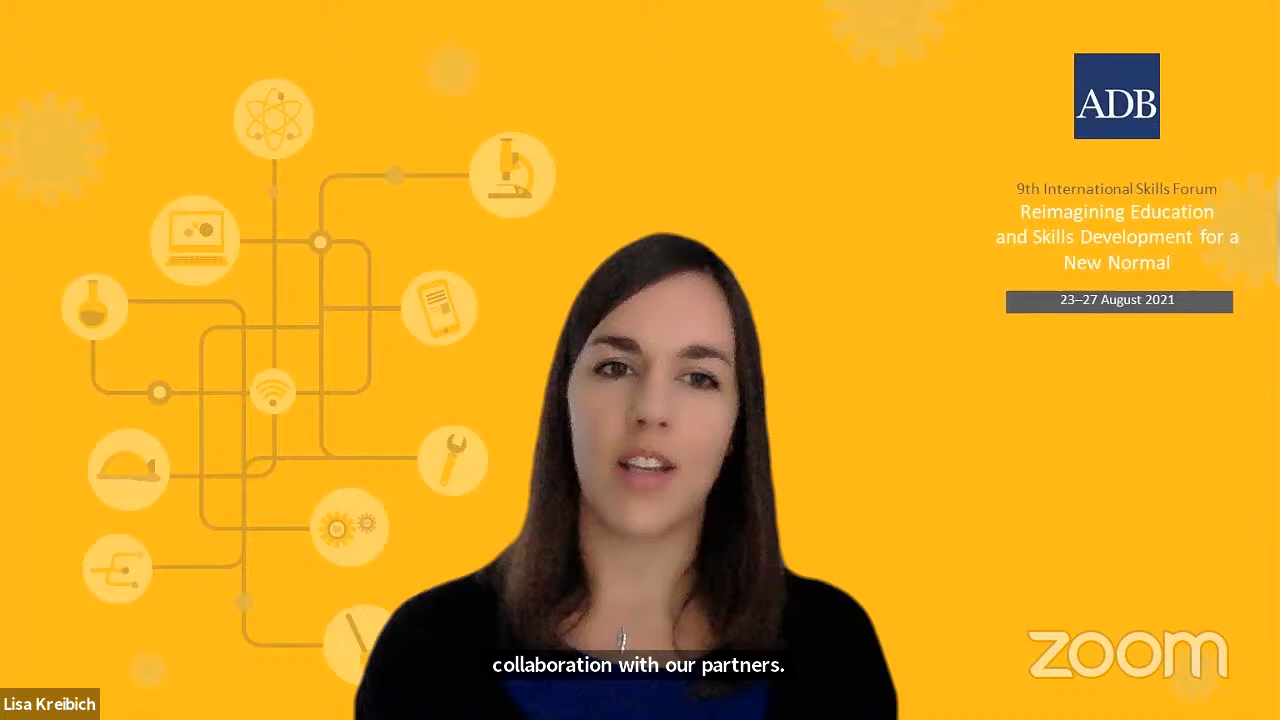 ADB
9th International Skills Forum
Reimagining Education
and Skills Development for a
New Normal
23–27 August 2021
collaboration with our partners.
zoom
Lisa Kreibich